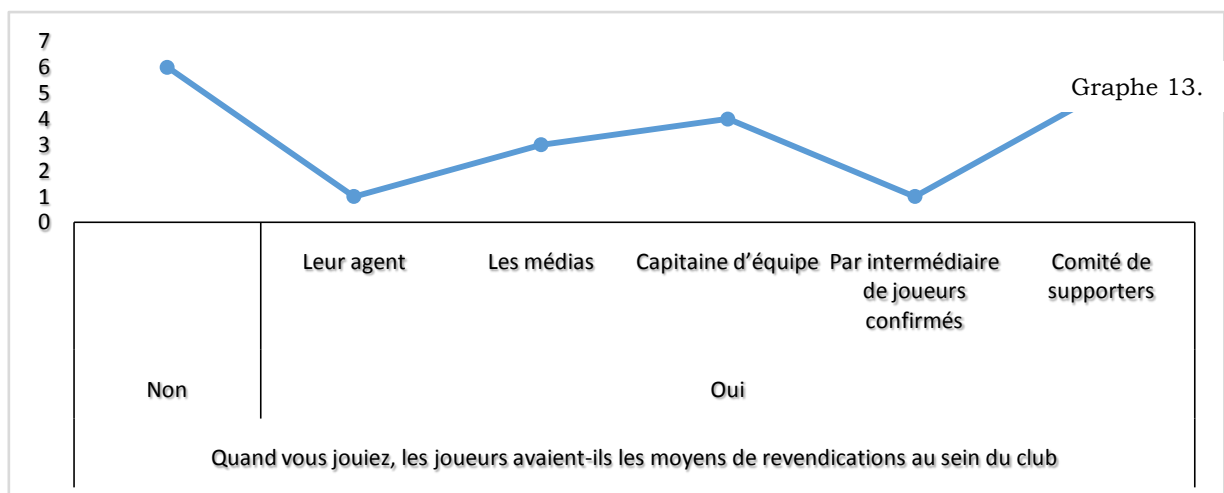 7
6
5
4
3
2
1
0
Graphe 13.
Leur agent
Les médias
Capitaine d’équipe
Par intermédiaire
de joueurs
confirmés
Comité de
supporters
Non
Oui
Quand vous jouiez, les joueurs avaient-ils les moyens de revendications au sein du club